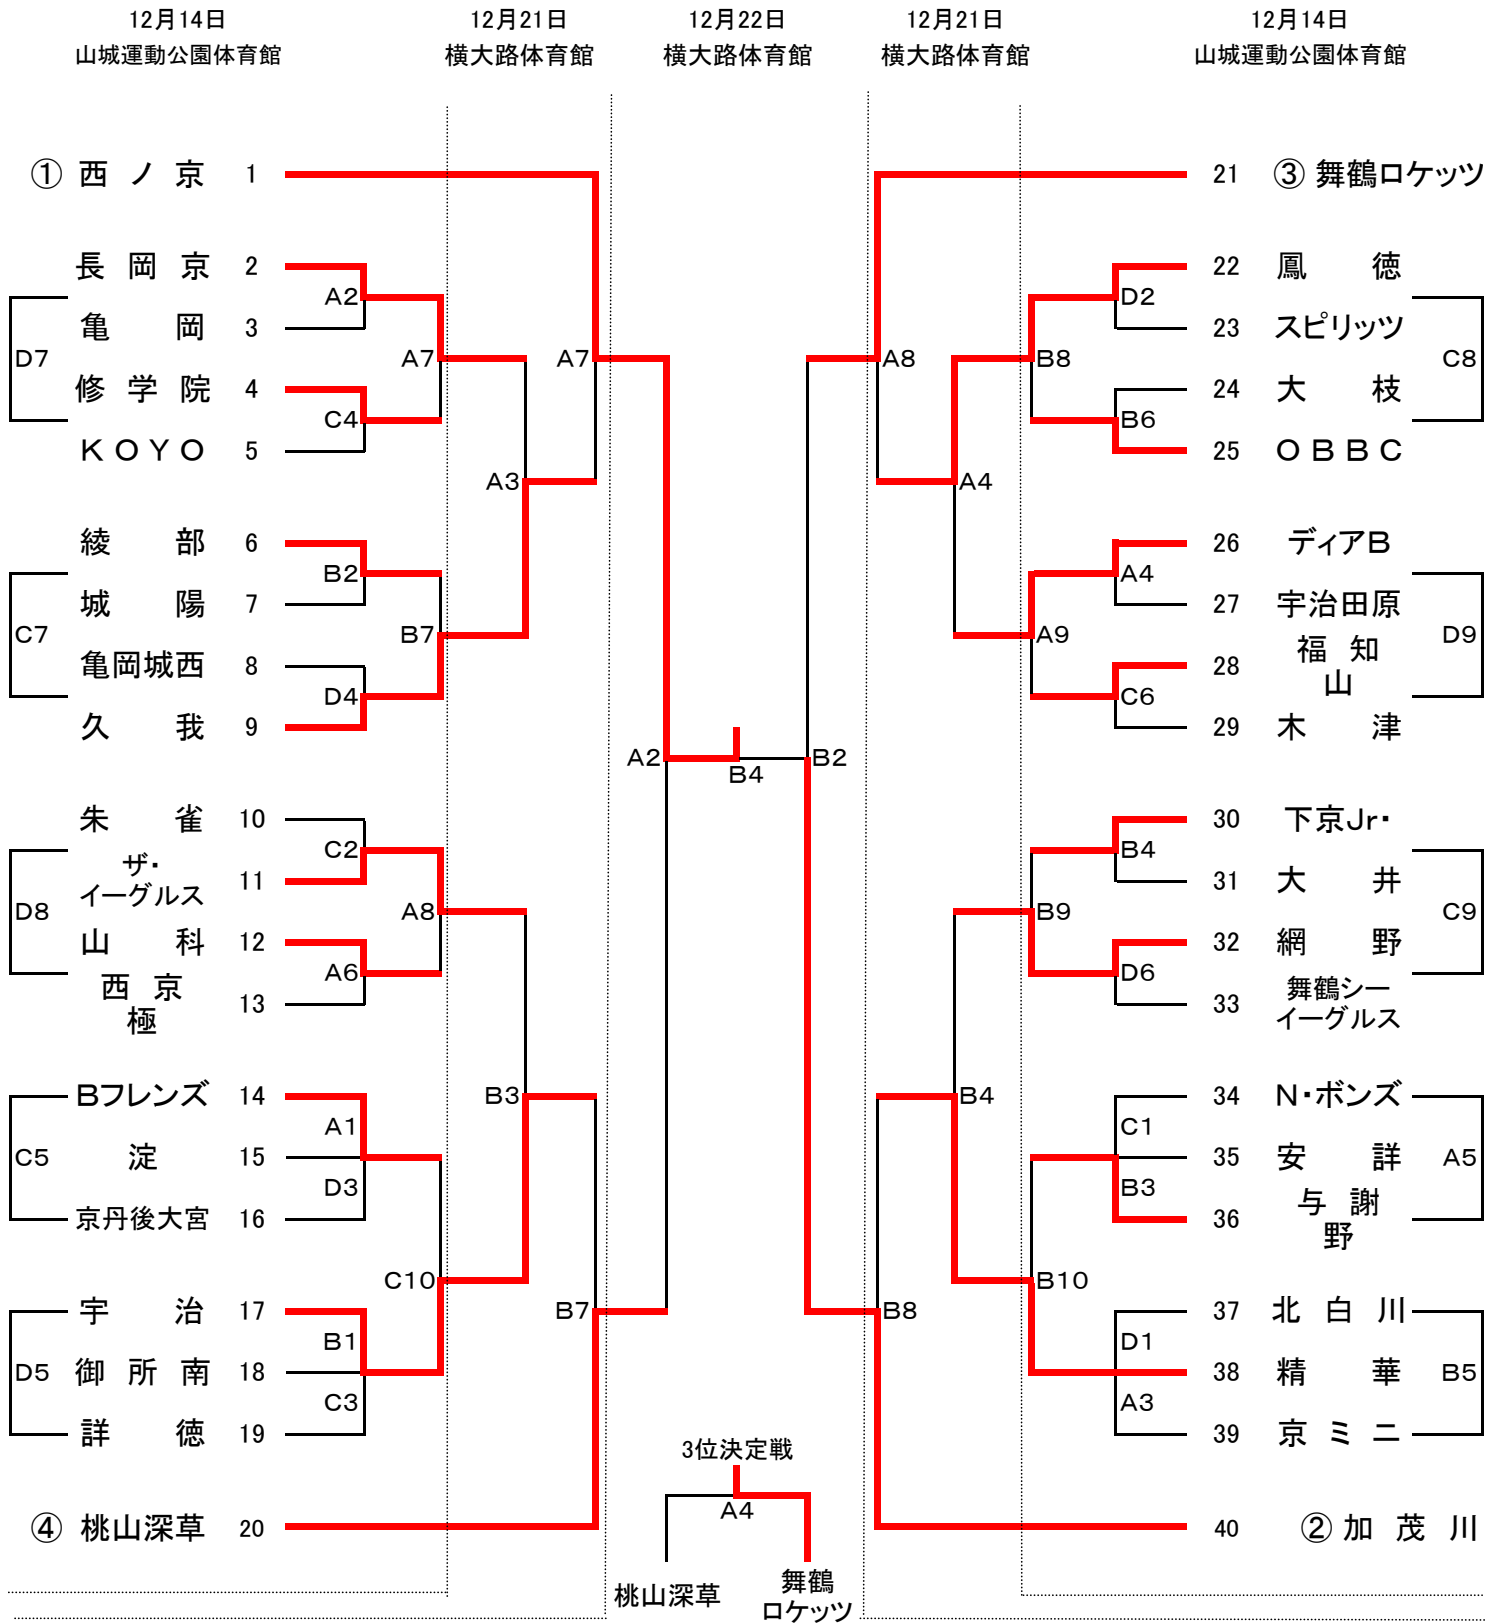 12月14日 12月21日 12月22日 12月21日 12月14日
山城運動公園体育館 横大路体育館 横大路体育館 横大路体育館 山城運動公園体育館
① 西ノ京 1 21 ③ 舞鶴ロケッツ
長岡京 2 22 鳳徳
A2 D2
亀岡 3 23 スピリッツ
D7 A7 A7 A8 B8 C8
修学院 4 24 大枝
C4 B6
KOYO 5 25 OBBC
A3 A4
綾部 6 26 ディアB
B2 A4
城陽 7 27 宇治田原
C7 B7 A9 D9
亀岡城西 8 28 福知
山
D4 C6
久我 9 29 木津
A2 B4 B2
朱雀 10 30 下京Jr・
C2 B4
ザ・
イーグルス 11 31 大井
D8 A8 B9 C9
山科 12 32 網野
A6 D6
西京
極 13 33 舞鶴シー
イーグルス
Bフレンズ 14 B3 B4 34 N・ボンズ
A1 C1
C5 淀 15 35 安詳 A5
D3 B3
京丹後大宮 16 36 与謝
野
C10 B10
宇治 17 B7 B8 37 北白川
B1 D1
D5 御所南 18 38 精華 B5
C3 A3
詳徳 19 39 京ミニ
3位決定戦
A4
④ 桃山深草 20 40 ② 加茂川
桃山深草 舞鶴
ロケッツ